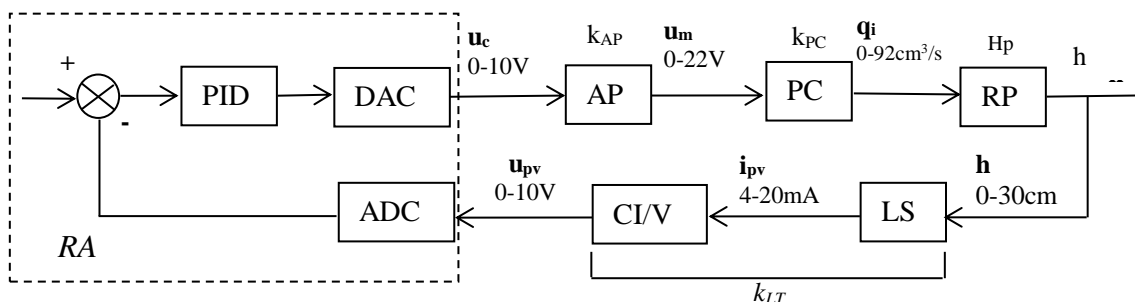 +
-
PID
DAC
u_c
0-10V
k_AP
AP
u_m
0-22V
k_PC
PC
q_i
0-92cm³/s
Hp
RP
h
--
RA
ADC
u_pv
0-10V
CI/V
i_pv
4-20mA
LS
h
0-30cm
k_LT